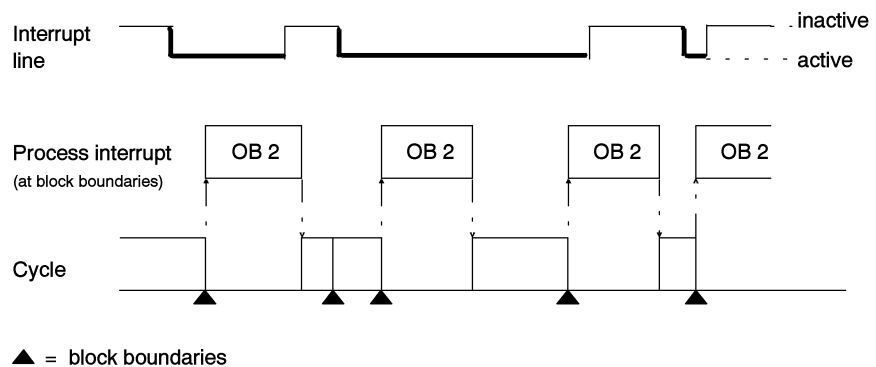 Interrupt
line
inactive
active
Process interrupt
(at block boundaries)
OB 2
OB 2
OB 2
OB 2
Cycle
= block boundaries